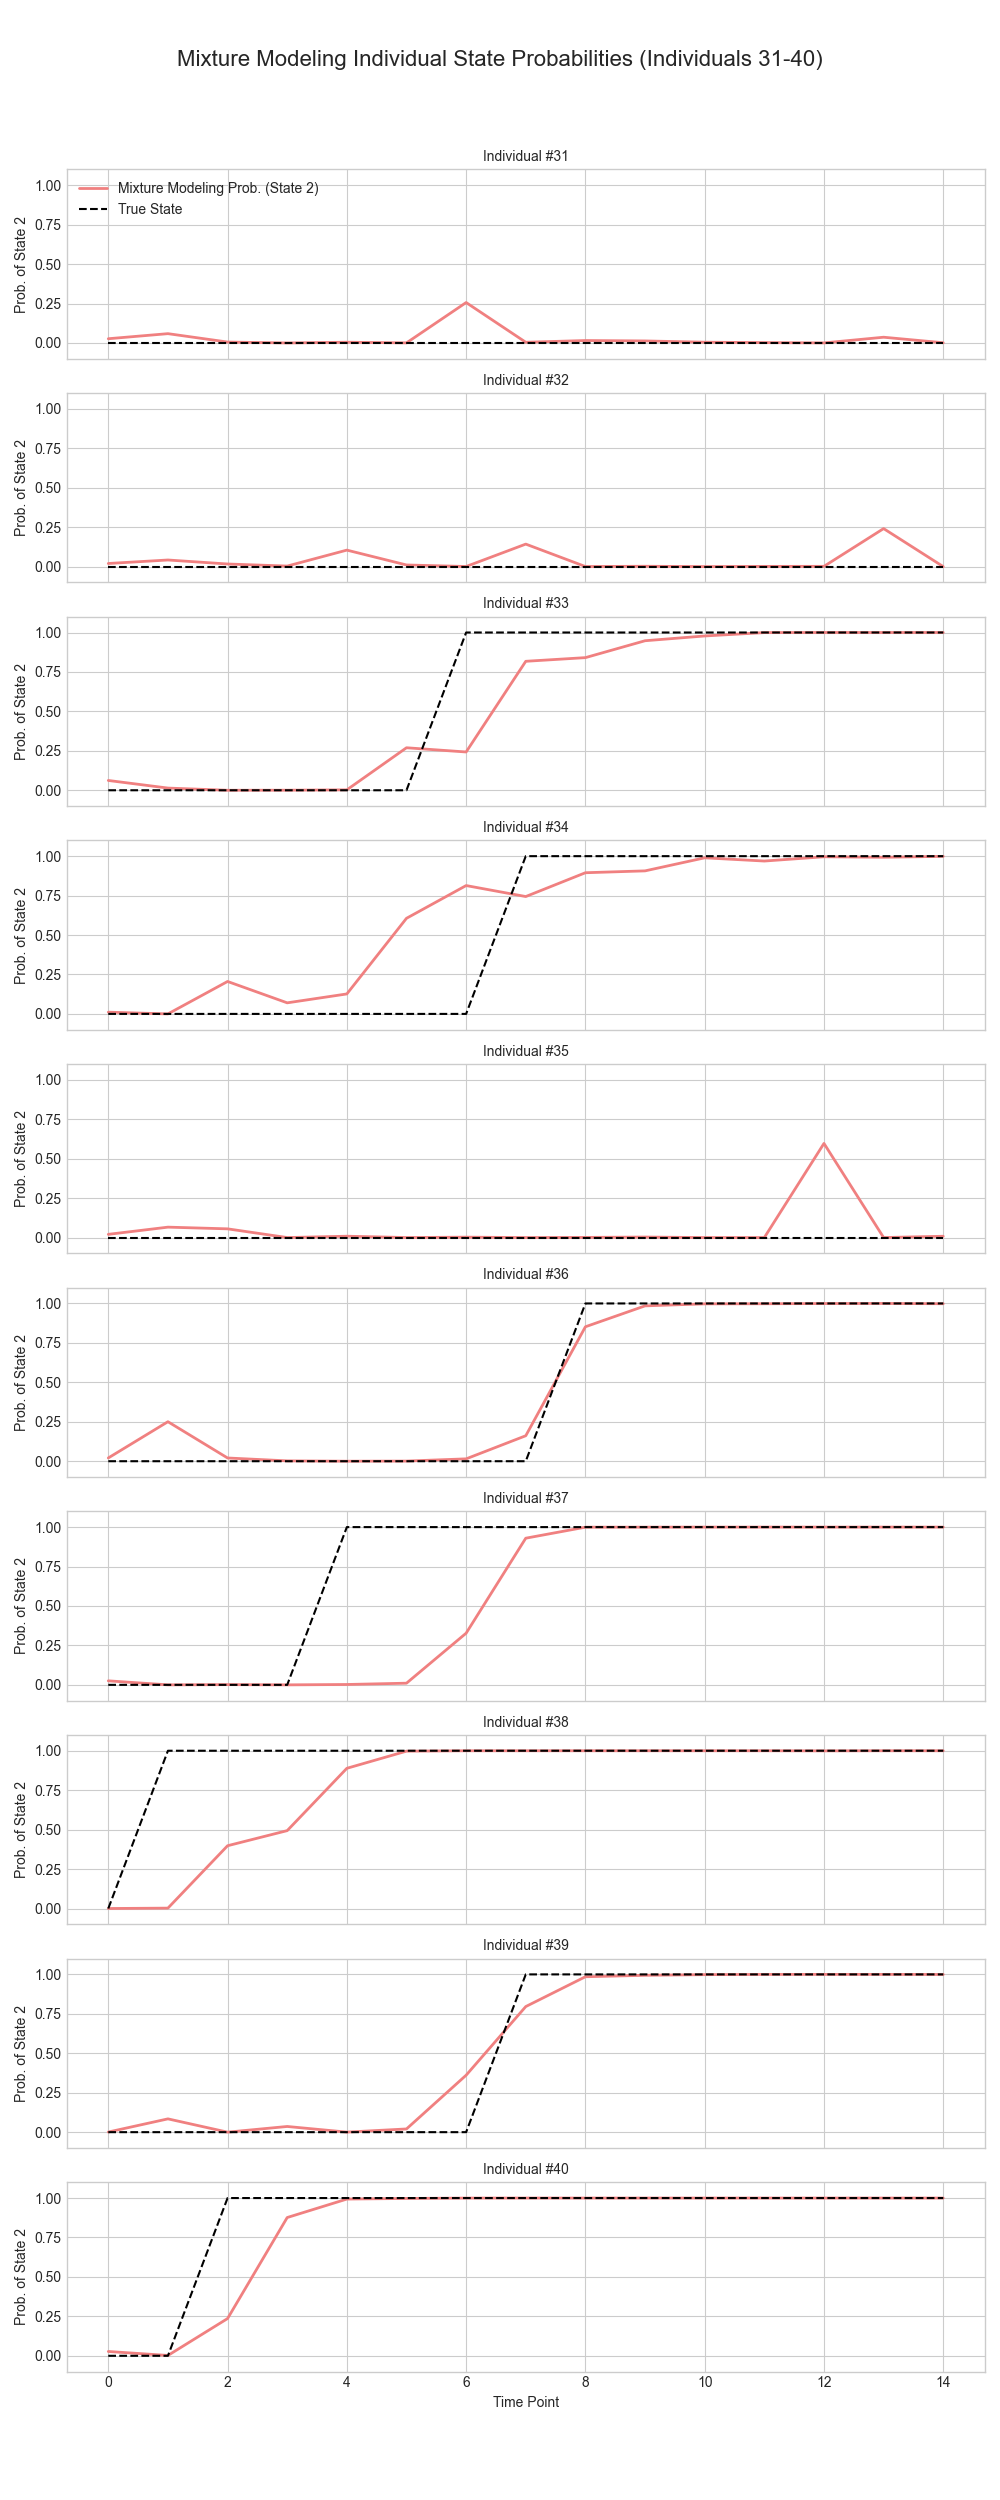 Mixture Modeling Individual State Probabilities (Individuals 31-40)
Individual #31
1.00
0.75
0.50
0.25
0.00
Prob. of State 2
Mixture Modeling Prob. (State 2)
True State
Individual #32
1.00
0.75
0.50
0.25
0.00
Prob. of State 2
Individual #33
1.00
0.75
0.50
0.25
0.00
Prob. of State 2
Individual #34
1.00
0.75
0.50
0.25
0.00
Prob. of State 2
Individual #35
1.00
0.75
0.50
0.25
0.00
Prob. of State 2
Individual #36
1.00
0.75
0.50
0.25
0.00
Prob. of State 2
Individual #37
1.00
0.75
0.50
0.25
0.00
Prob. of State 2
Individual #38
1.00
0.75
0.50
0.25
0.00
Prob. of State 2
Individual #39
1.00
0.75
0.50
0.25
0.00
Prob. of State 2
Individual #40
1.00
0.75
0.50
0.25
0.00
Prob. of State 2
0 2 4 6 8 10 12 14
Time Point